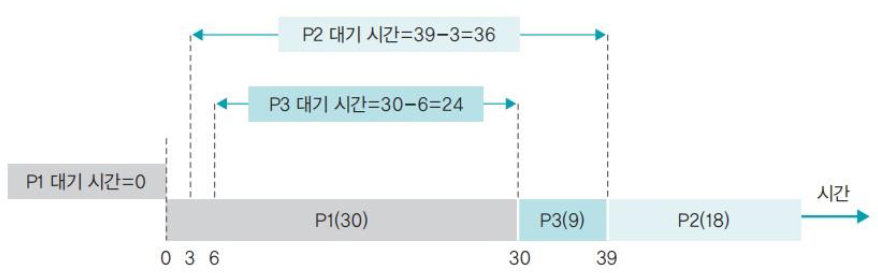 P2 대기 시간=39-3=36
P3 대기 시간=30-6=24
P1 대기 시간=0
시간
P1(30) P3(9) P2(18)
0 3 6 30 39